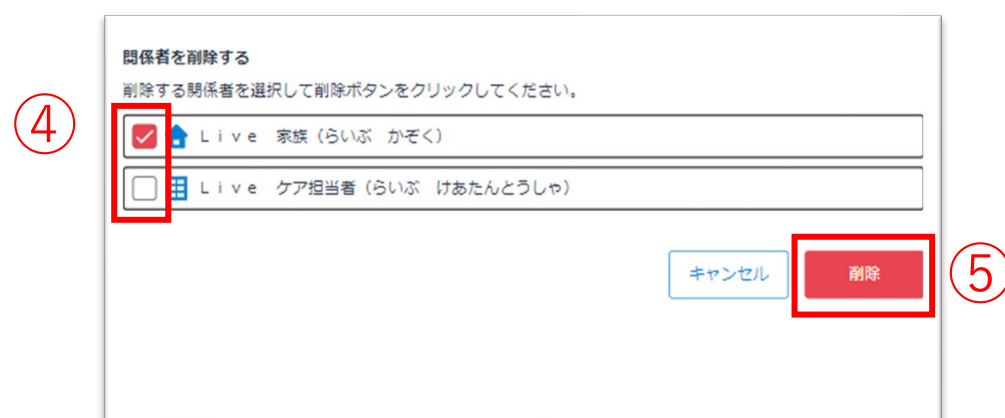 関係者を削除する
削除する関係者を選択して削除ボタンをクリックしてください。
④
Ｌｉｖｅ　家族（らいぶ　かぞく）
Ｌｉｖｅ　ケア担当者（らいぶ　けあたんとうしゃ）
キャンセル
削除
⑤